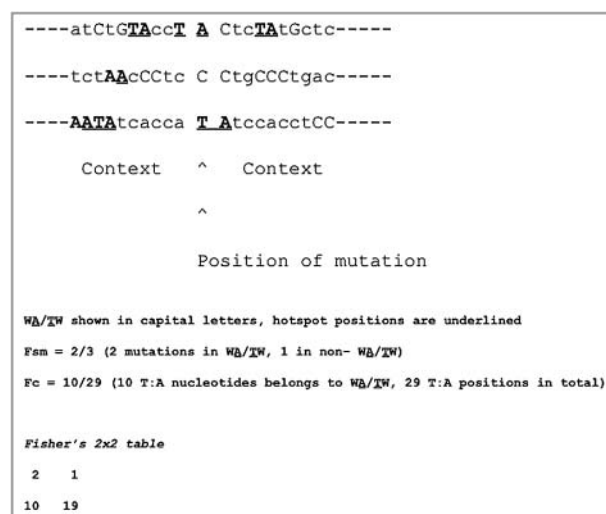 ----atCtGTAccT A CtcTAtGctc-----
----tctAAcCCtc C CtgCCCtgac-----
----AATAtcacca T AtccacctCC-----
Context ^ Context
^
Position of mutation
WA/TW shown in capital letters, hotspot positions are underlined
Fsm = 2/3 (2 mutations in WA/TW, 1 in non- WA/TW)
Fc = 10/29 (10 T:A nucleotides belongs to WA/TW, 29 T:A positions in total)
Fisher's 2x2 table
2 1
10 19